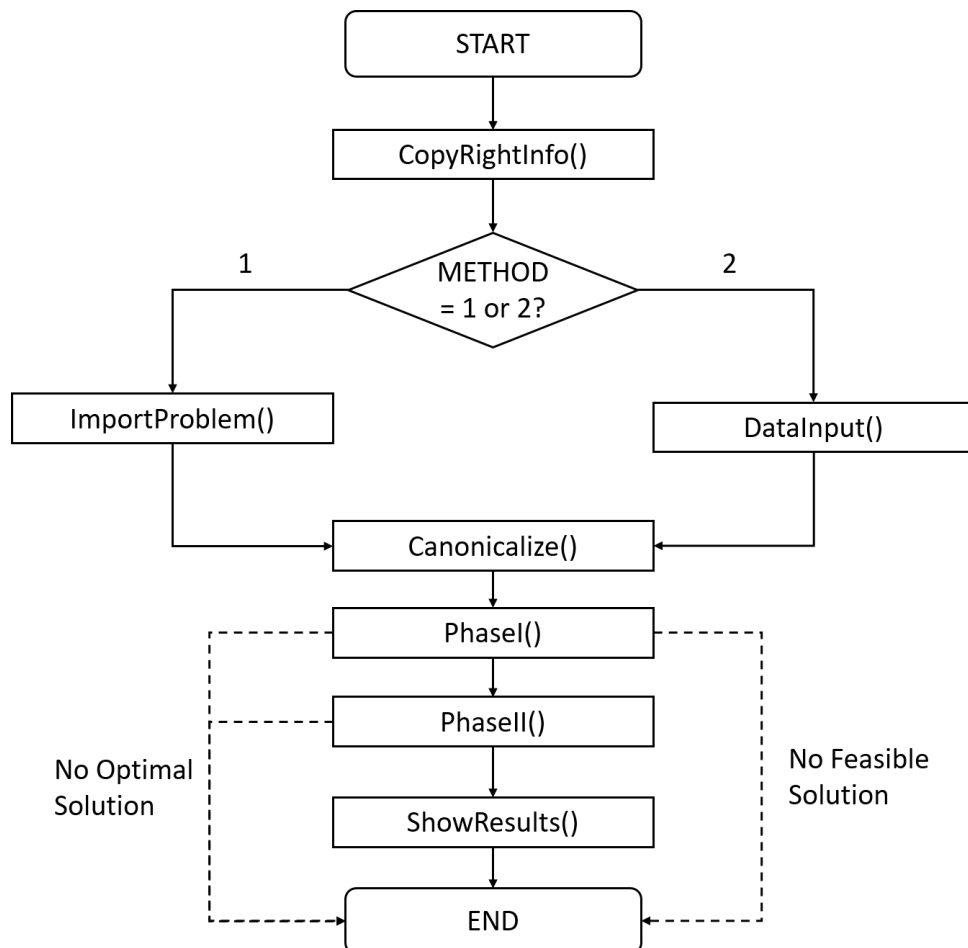 START
CopyRightInfo()
METHOD
= 1 or 2?
1
2
ImportProblem()
DataInput()
Canonicalize()
PhaseI()
PhaseII()
No Optimal
Solution
No Feasible
Solution
ShowResults()
END